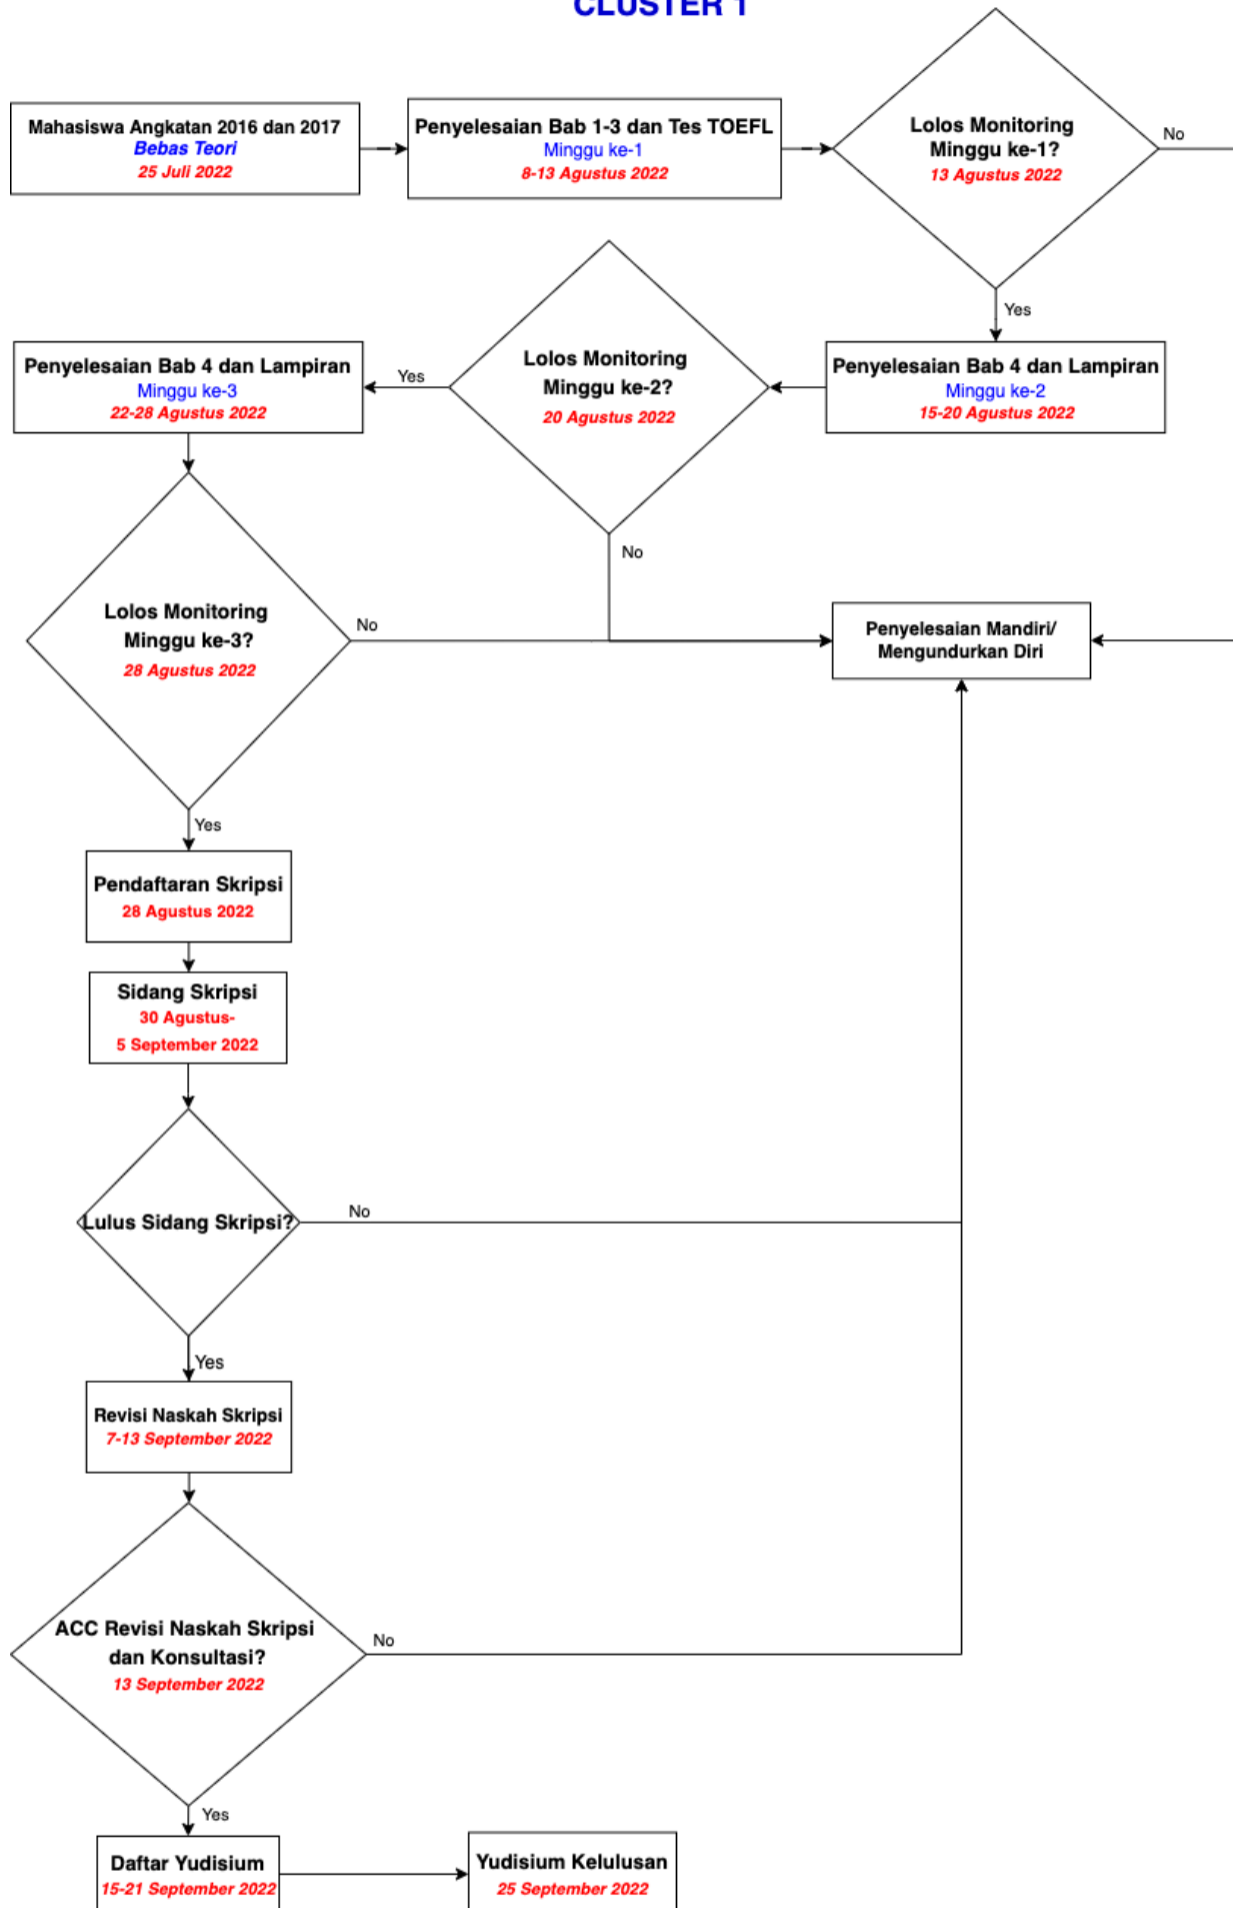 CLUSTER 1
Mahasiswa Angkatan 2016 dan 2017
Bebas Teori
25 Juli 2022
Penyelesaian Bab 1-3 dan Tes TOEFL
Minggu ke-1
8-13 Agustus 2022
Lolos Monitoring
Minggu ke-1?
13 Agustus 2022
No
Yes
Penyelesaian Bab 4 dan Lampiran
Minggu ke-2
15-20 Agustus 2022
Lolos Monitoring
Minggu ke-2?
20 Agustus 2022
Yes
No
Penyelesaian Bab 4 dan Lampiran
Minggu ke-3
22-28 Agustus 2022
Lolos Monitoring
Minggu ke-3?
28 Agustus 2022
No
Penyelesaian Mandiri/
Mengundurkan Diri
Yes
Pendaftaran Skripsi
28 Agustus 2022
Sidang Skripsi
30 Agustus-
5 September 2022
Lulus Sidang Skripsi?
No
Yes
Revisi Naskah Skripsi
7-13 September 2022
ACC Revisi Naskah Skripsi
dan Konsultasi?
13 September 2022
No
Yes
Daftar Yudisium
15-21 September 2022
Yudisium Kelulusan
25 September 2022